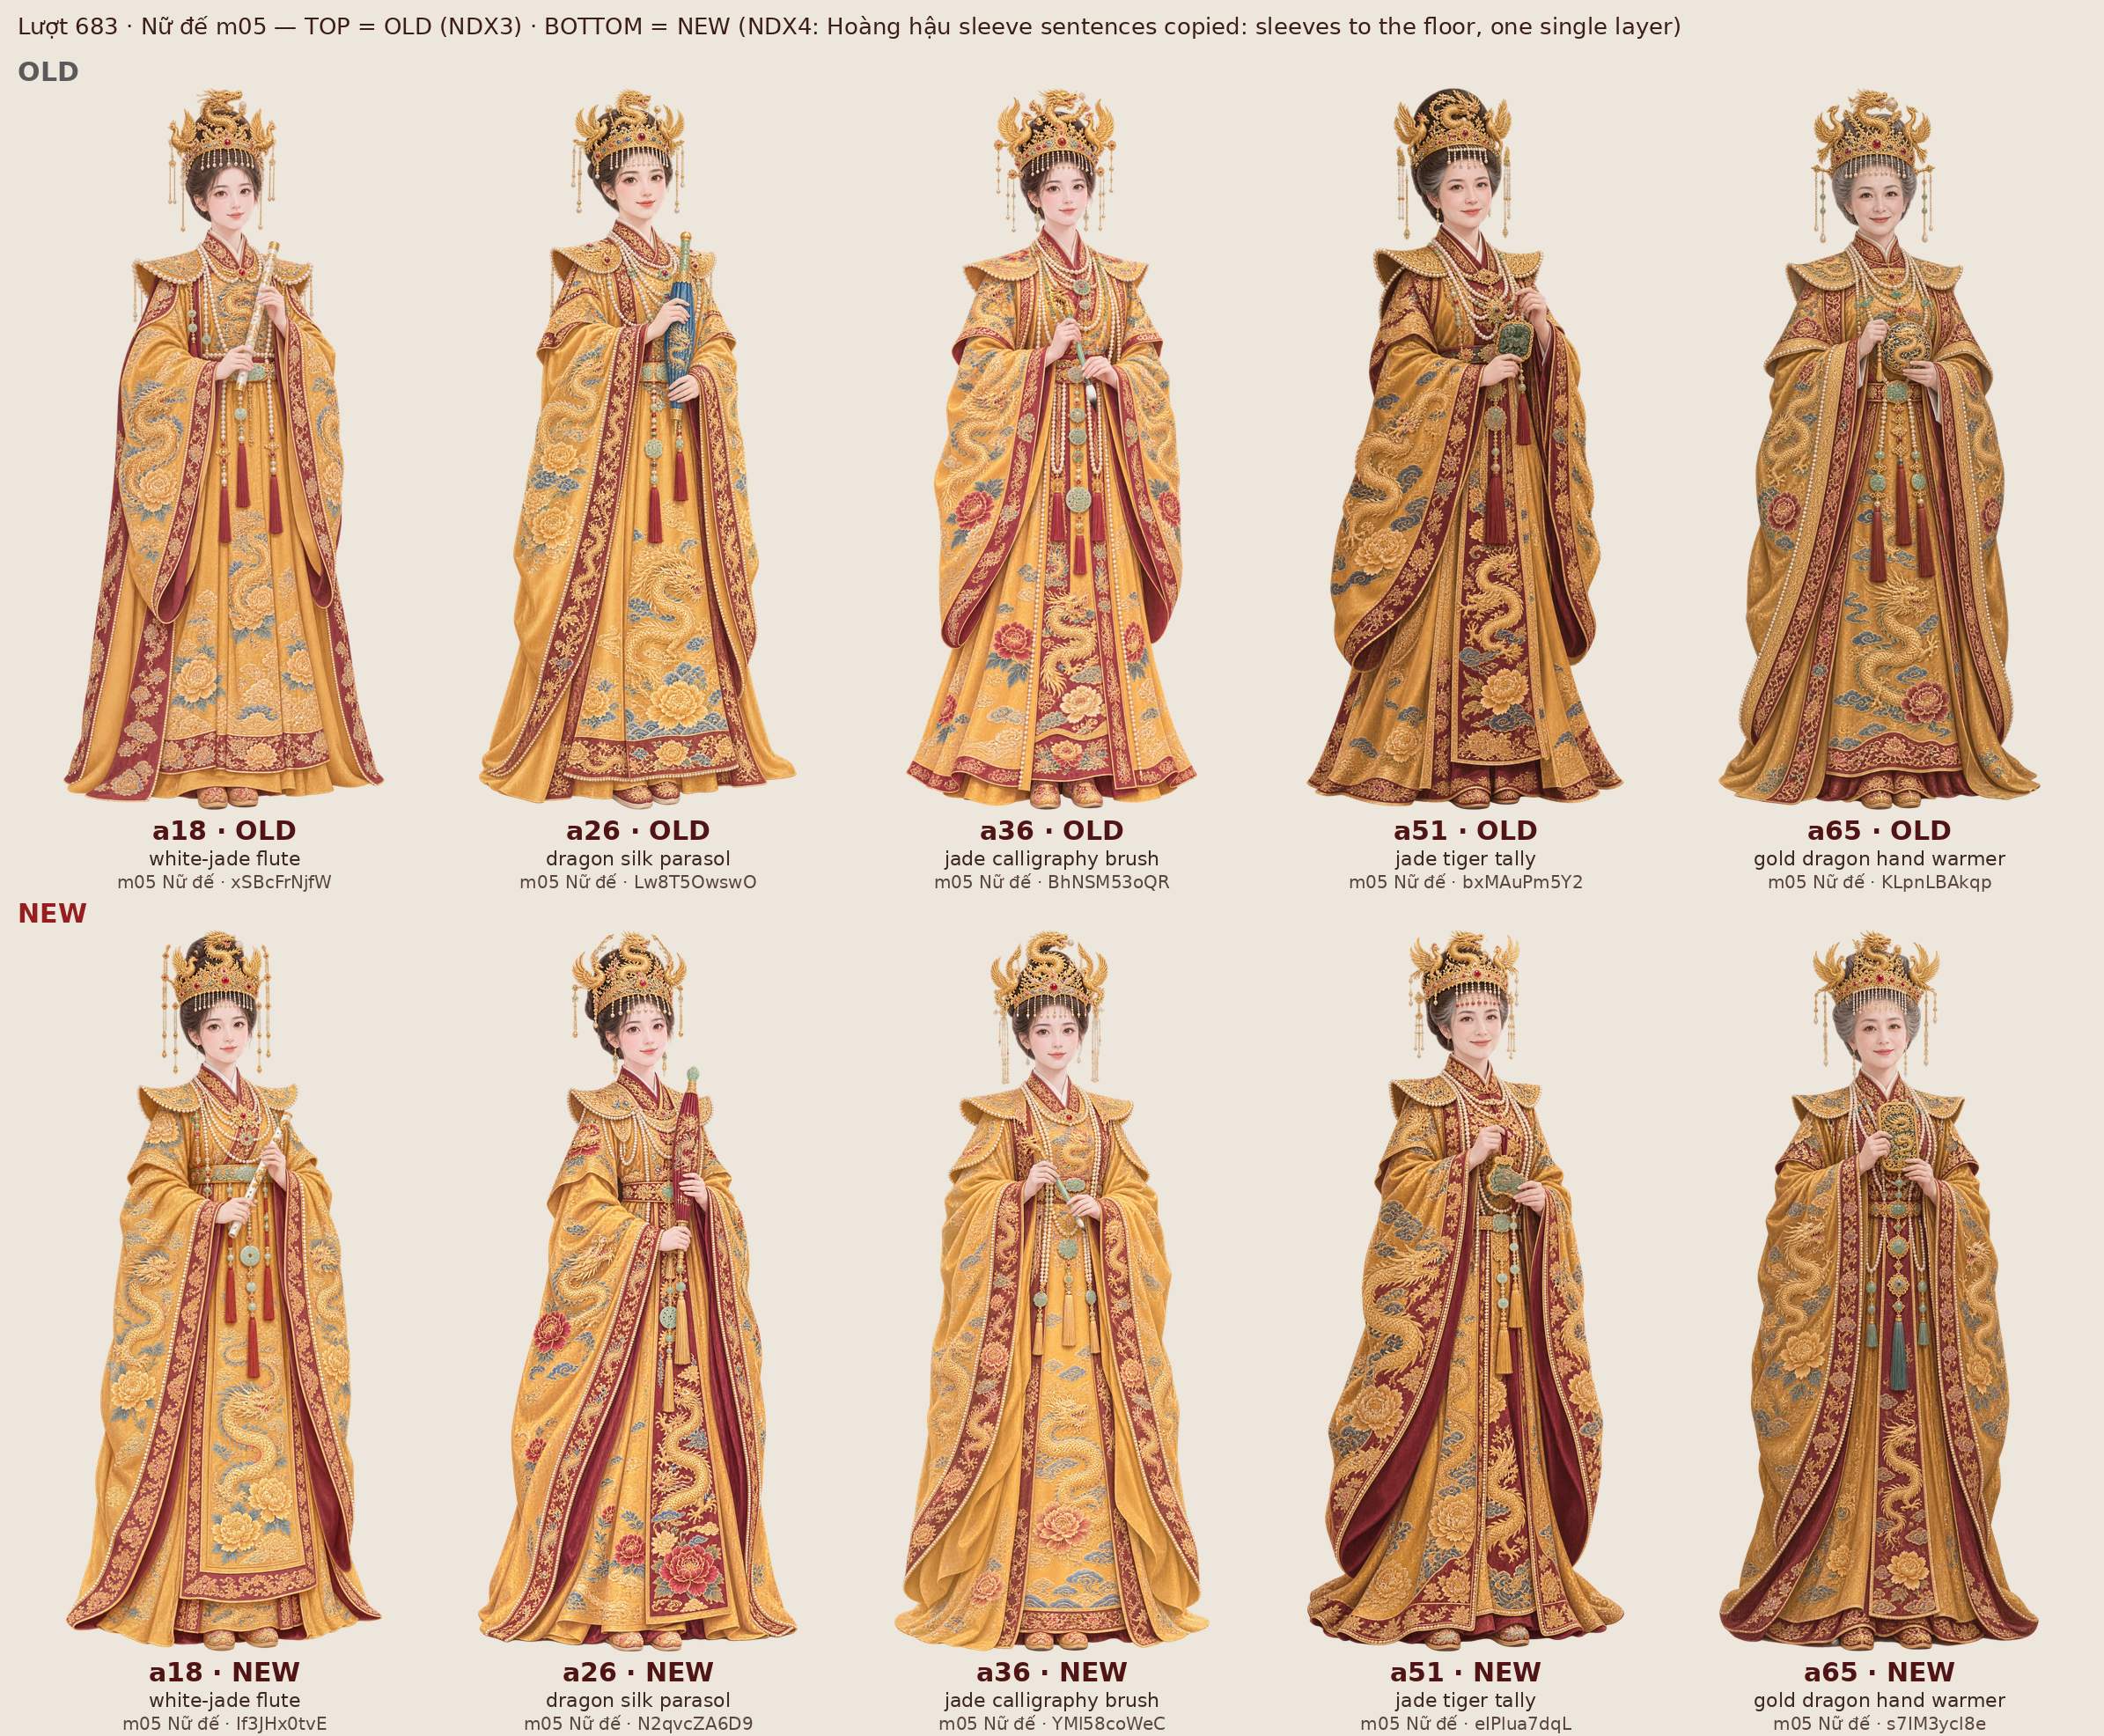 Lượt 683 · Nữ đế m05 — TOP = OLD (NDX3) · BOTTOM = NEW (NDX4: Hoàng hậu sleeve sentences copied: sleeves to the floor, one single layer)
OLD
a18 · OLD
white-jade flute
m05 Nữ đế · xSBcFrNjfW
a26 · OLD
dragon silk parasol
m05 Nữ đế · Lw8T5OwswO
a36 · OLD
jade calligraphy brush
m05 Nữ đế · BhNSM53oQR
a51 · OLD
jade tiger tally
m05 Nữ đế · bxMAuPm5Y2
a65 · OLD
gold dragon hand warmer
m05 Nữ đế · KLpnLBAkqp
NEW
a18 · NEW
white-jade flute
m05 Nữ đế · If3JHx0tvE
a26 · NEW
dragon silk parasol
m05 Nữ đế · N2qvcZA6D9
a36 · NEW
jade calligraphy brush
m05 Nữ đế · YMl58coWeC
a51 · NEW
jade tiger tally
m05 Nữ đế · elPlua7dqL
a65 · NEW
gold dragon hand warmer
m05 Nữ đế · s7IM3ycl8e